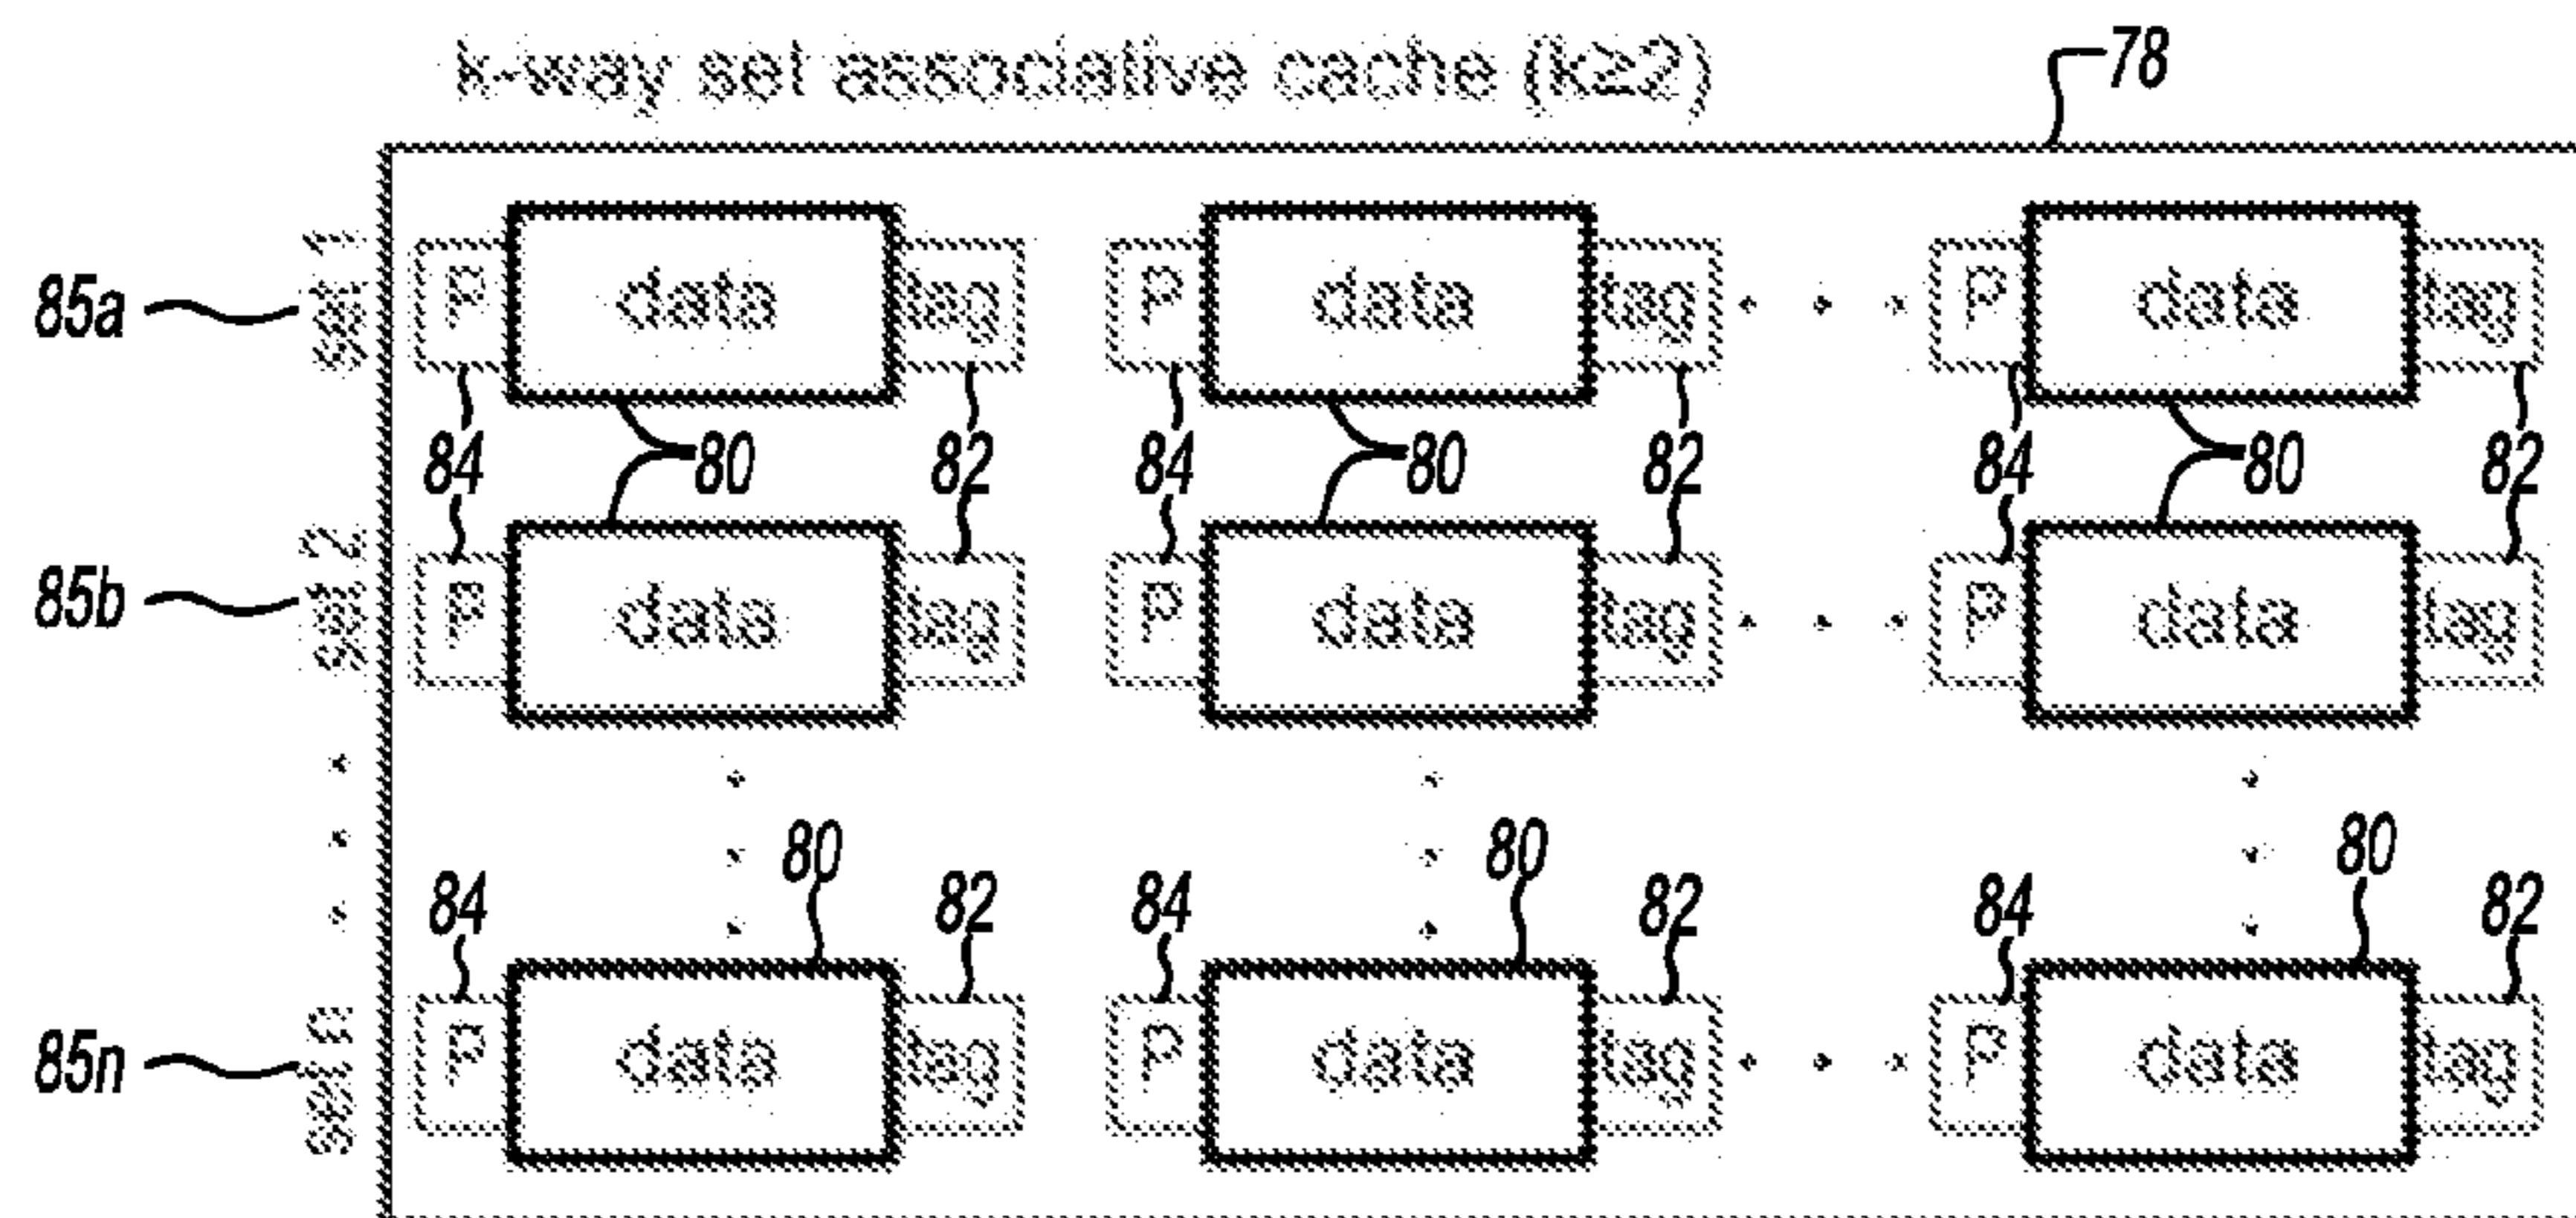 k-way set associative cache (k≥2) 78
85a set 1 P data tag P data tag . . . P data tag
84 80 82 84 80 82 84 80 82
85b set 2 P data tag P data tag . . . P data tag
84 80 82 84 80 82 84 80 82
85n set n P data tag P data tag . . . P data tag